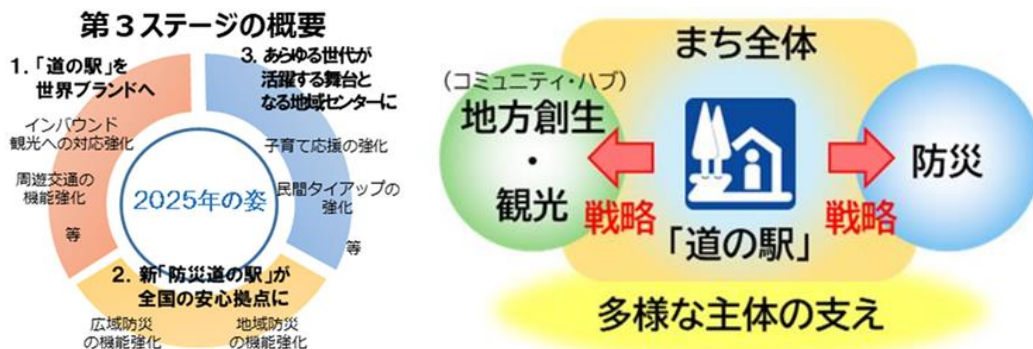 第3ステージの概要
1.「道の駅」を
世界ブランドへ
インバウンド
観光への対応強化
周遊交通の
機能強化
等
3. あらゆる世代が
活躍する舞台と
なる地域センターに
子育て応援の強化
民間タイアップの
強化
等
2025年の姿
2. 新「防災道の駅」が
全国の安心拠点に
広域防災
の機能強化
地域防災
の機能強化
まち全体
(コミュニティ・ハブ)
地方創生
・
観光
戦略
「道の駅」
戦略
防災
多様な主体の支え